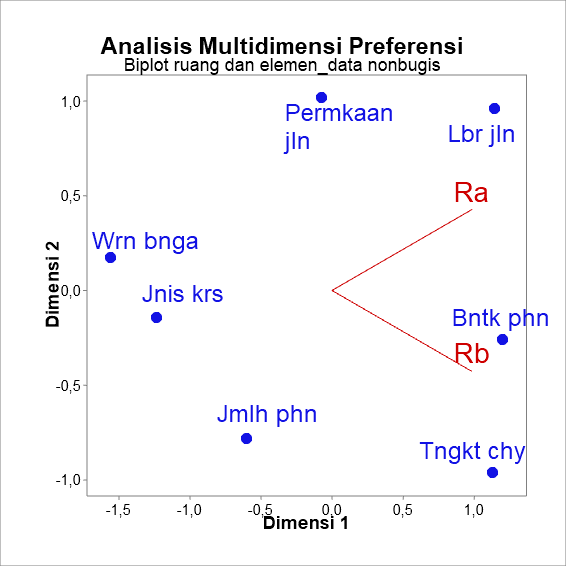 Analisis Multidimensi Preferensi
Biplot ruang dan elemen_data nonbugis
1,0
0,5
0,0
-0,5
-1,0
Dimensi 2
Permkaan
jln
Lbr jln
Ra
Wrn bnga
Jnis krs
Bntk phn
Rb
Jmlh phn
Tngkt chy
-1,5
-1,0
-0,5
0,0
0,5
1,0
Dimensi 1